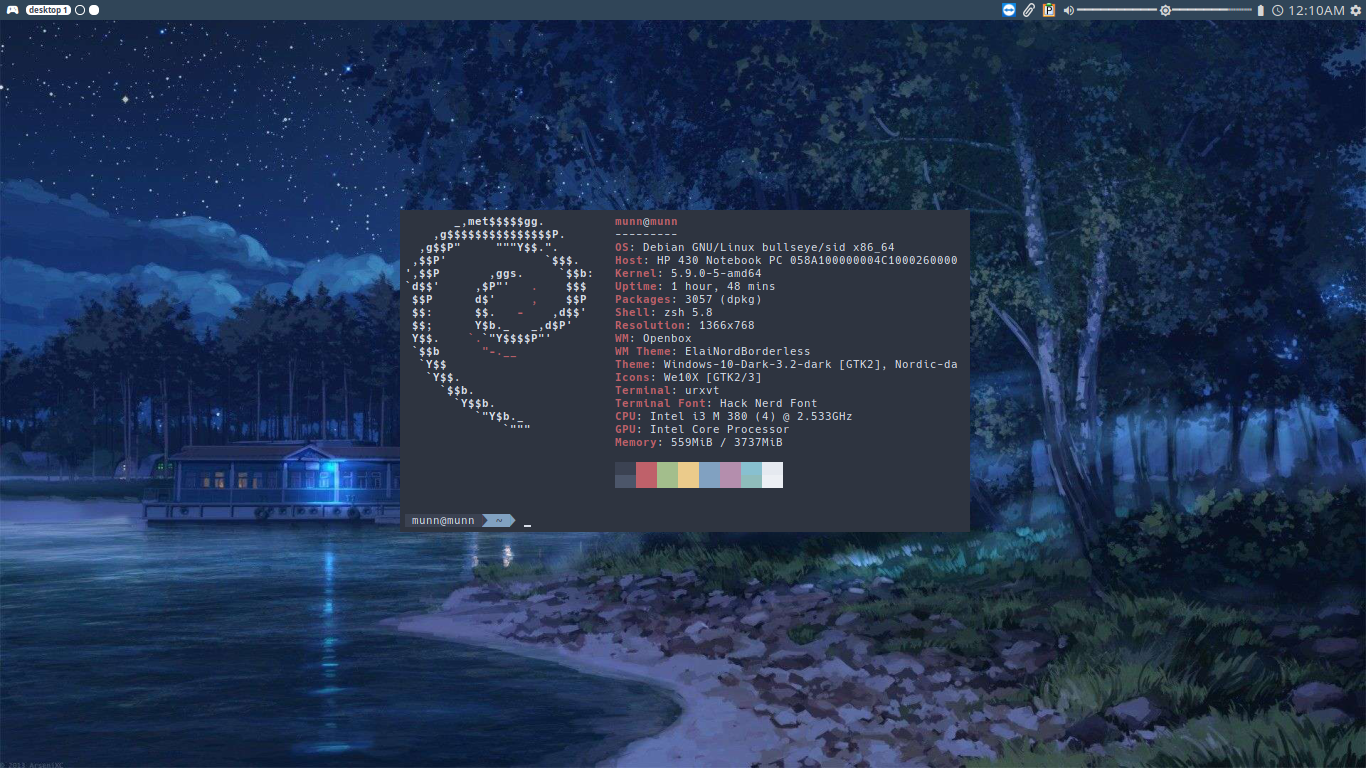 desktop 1
P
12:10AM
_,met$$$$$gg.
,g$$$$$$$$$$$$$$$P.
,g$$P"     """Y$$.".
,$$P'              `$$$.
',$$P       ,ggs.     `$$b:
`d$$'     ,$P"'   .    $$$
$$P      d$'     ,    $$P
$$:      $$.   -    ,d$$'
$$;      Y$b._   _,d$P'
Y$$.    `.`"Y$$$$P"'
`$$b      "-.__
`Y$$
`Y$$.
`$$b.
`Y$$b.
`"Y$b._
`"""
munn@munn
---------
OS: Debian GNU/Linux bullseye/sid x86_64
Host: HP 430 Notebook PC 058A100000004C1000260000
Kernel: 5.9.0-5-amd64
Uptime: 1 hour, 48 mins
Packages: 3057 (dpkg)
Shell: zsh 5.8
Resolution: 1366x768
WM: Openbox
WM Theme: ElaiNordBorderless
Theme: Windows-10-Dark-3.2-dark [GTK2], Nordic-da
Icons: We10X [GTK2/3]
Terminal: urxvt
Terminal Font: Hack Nerd Font
CPU: Intel i3 M 380 (4) @ 2.533GHz
GPU: Intel Core Processor
Memory: 559MiB / 3737MiB
munn@munn ~
© 2013 ArseniXC